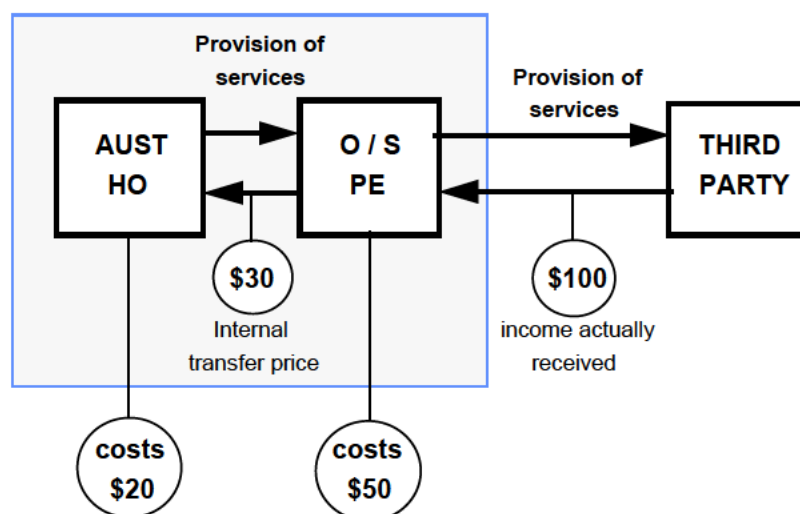 Provision of
services
Provision of
services
AUST
HO
O / S
PE
THIRD
PARTY
$30
$100
Internal
transfer price
income actually
received
costs
$20
costs
$50